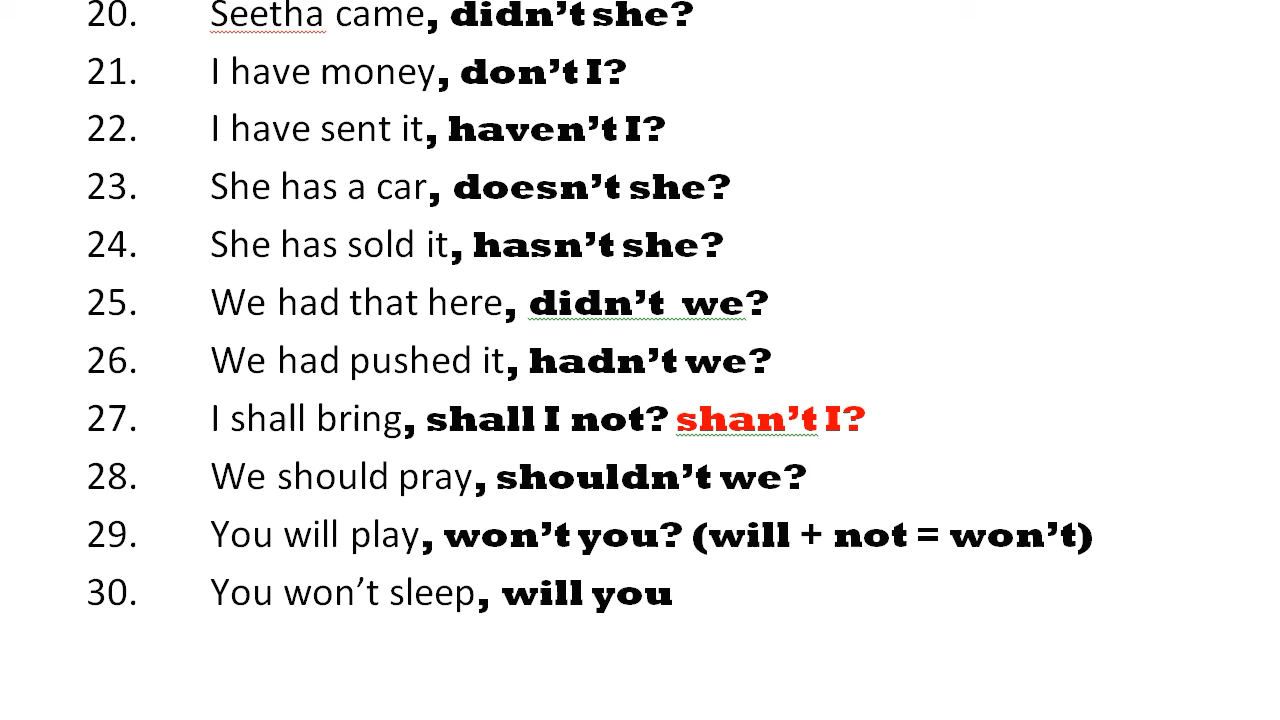 20. Seetha came, didn't she?
21. I have money, don't I?
22. I have sent it, haven't I?
23. She has a car, doesn't she?
24. She has sold it, hasn't she?
25. We had that here, didn't we?
26. We had pushed it, hadn't we?
27. I shall bring, shall I not? shan't I?
28. We should pray, shouldn't we?
29. You will play, won't you? (will + not = won't)
30. You won't sleep, will you